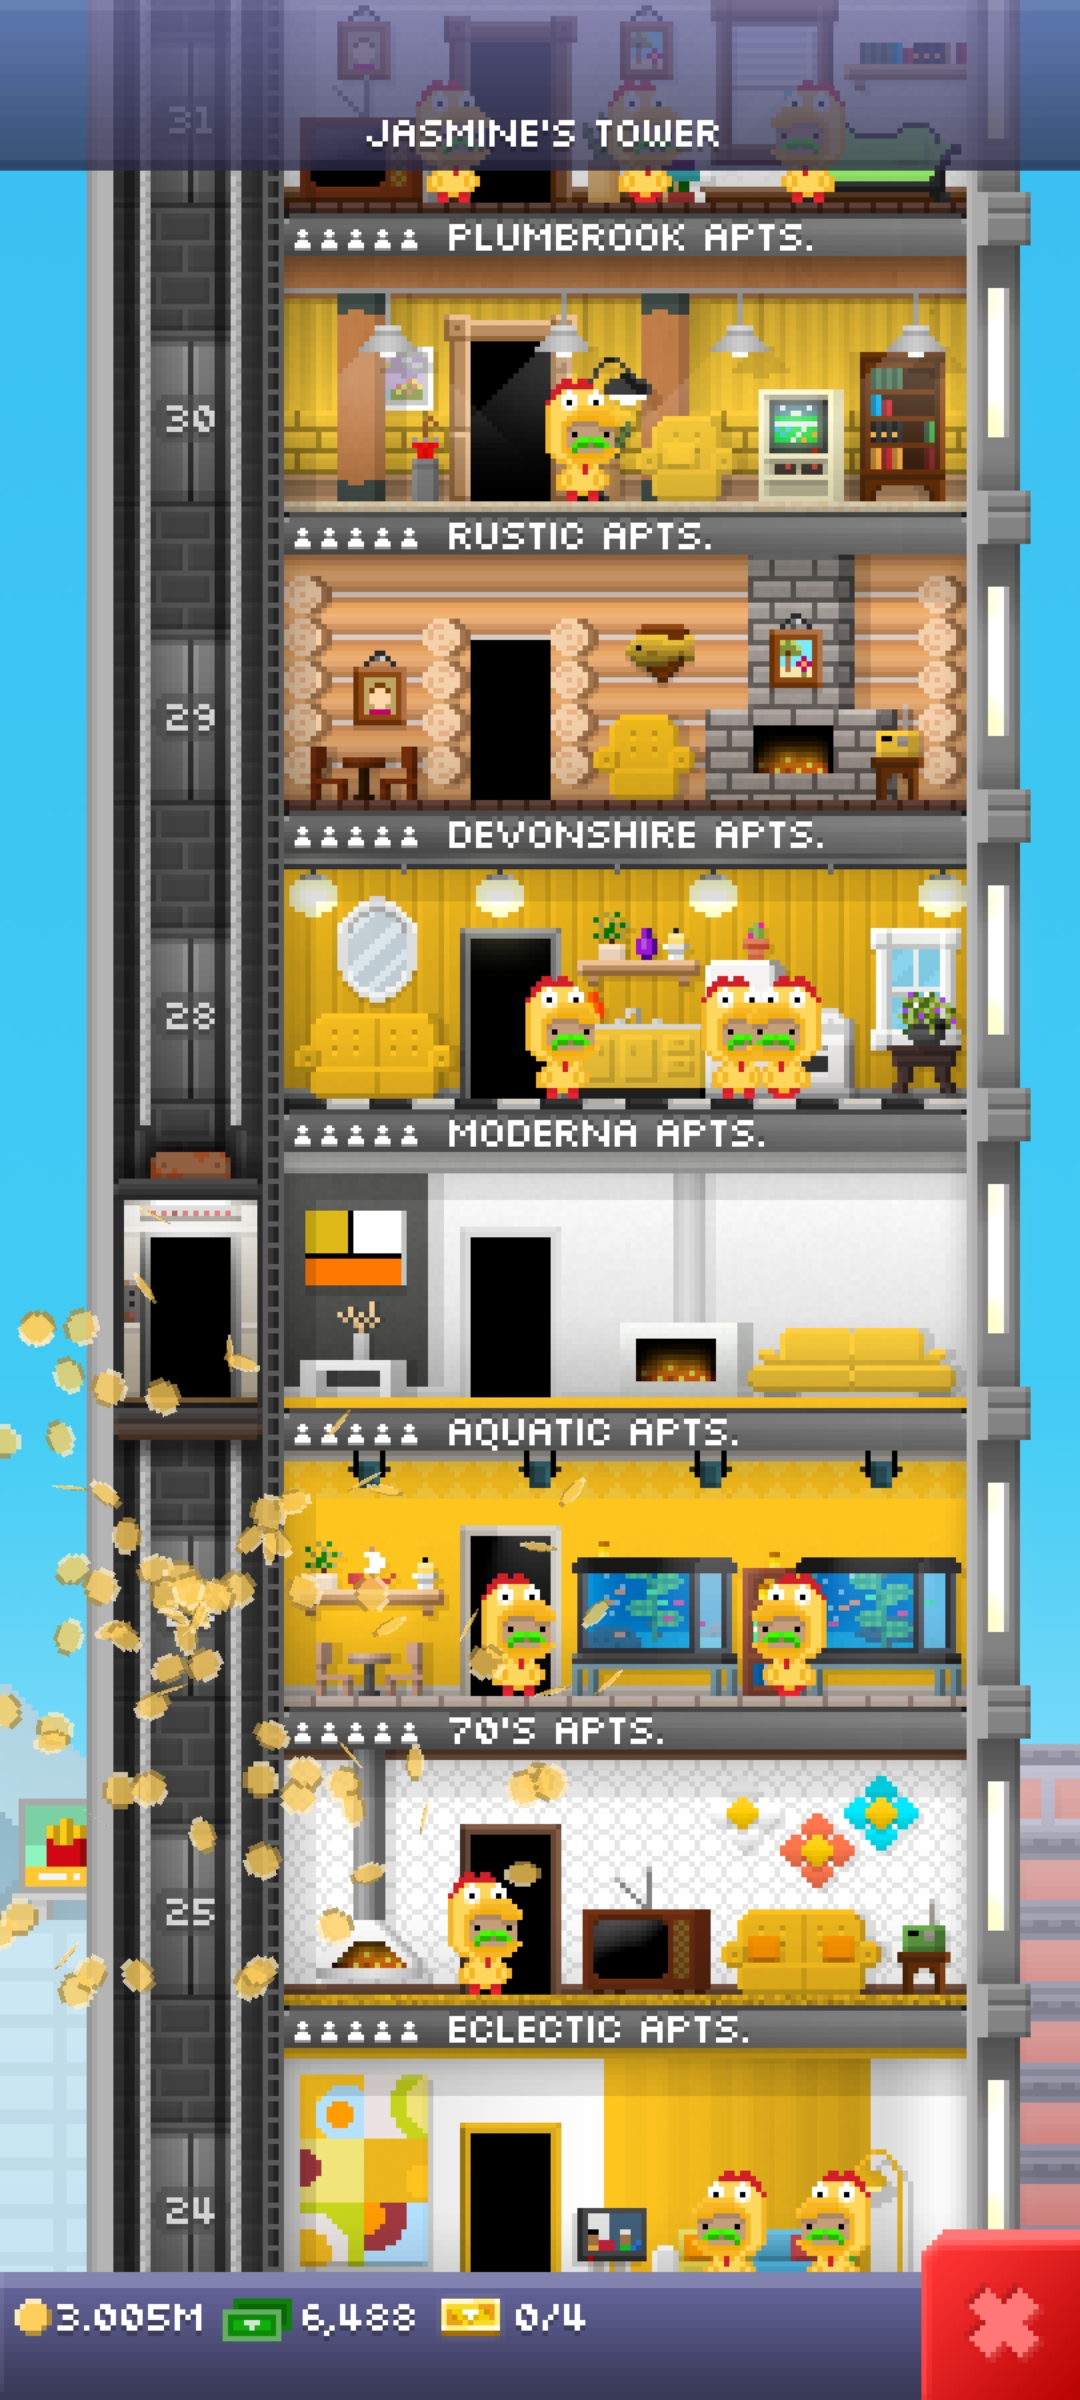 31
JASMINE'S TOWER
PLUMBROOK APTS.
30
RUSTIC APTS.
29
DEVONSHIRE APTS.
28
MODERNA APTS.
AQUATIC APTS.
70'S APTS.
25
ECLECTIC APTS.
24
3.005M 6,488 0/4